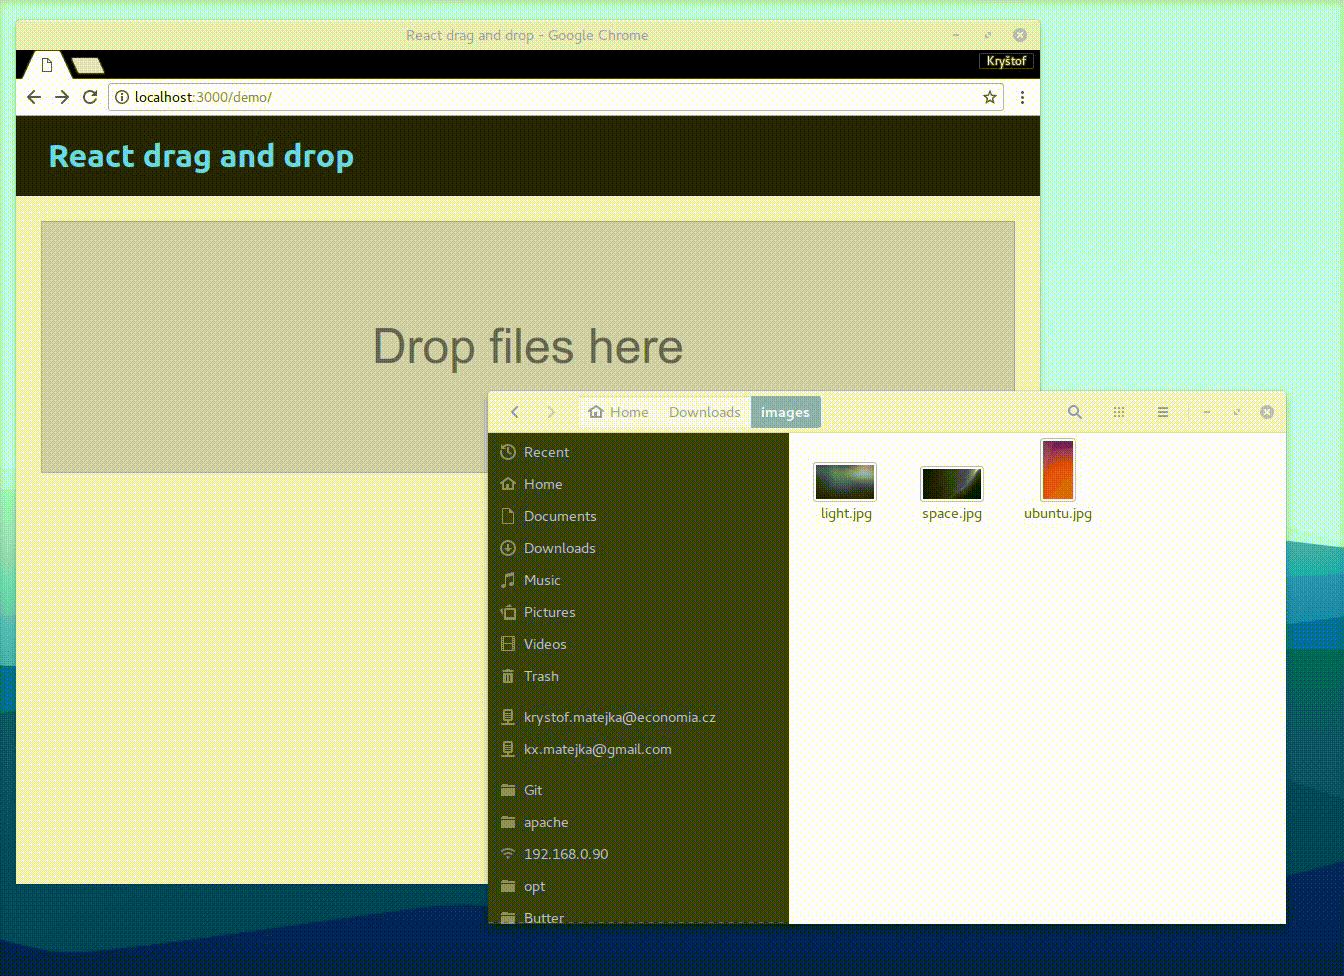 React drag and drop - Google Chrome
Kryštof
localhost:3000/demo/
React drag and drop
Drop files here
Home Downloads images
Recent
Home
Documents
Downloads
Music
Pictures
Videos
Trash
krystof.matejka@economia.cz
kx.matejka@gmail.com
Git
apache
192.168.0.90
opt
Butter
light.jpg space.jpg ubuntu.jpg